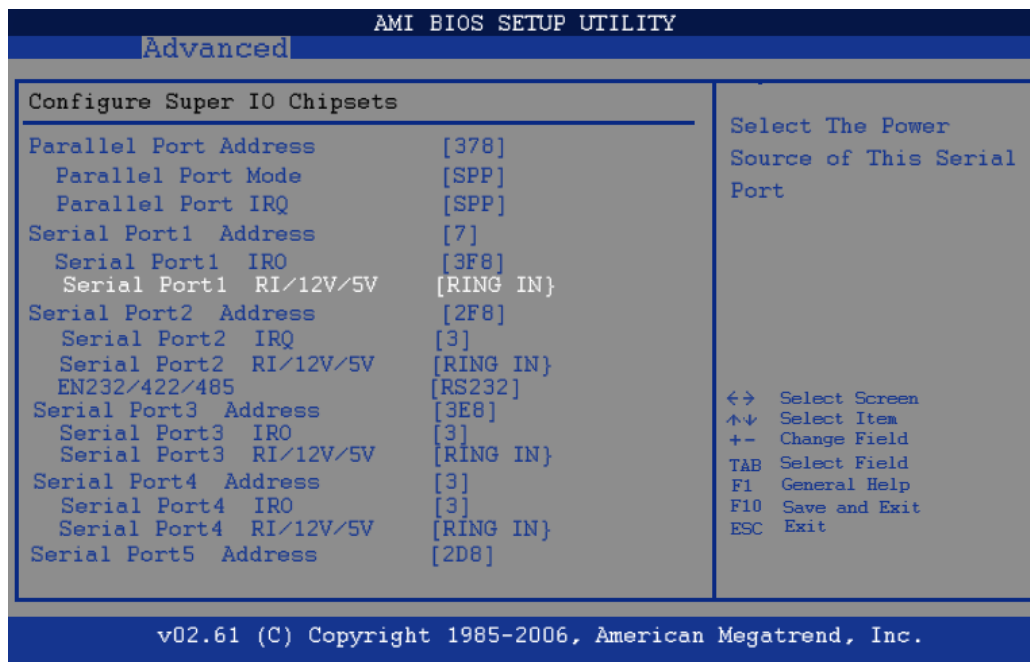 AMI BIOS SETUP UTILITY
Advanced
Configure Super IO Chipsets
Parallel Port Address [378]
Parallel Port Mode [SPP]
Parallel Port IRQ [SPP]
Serial Port1 Address [7]
Serial Port1 IRO [3F8]
Serial Port1 RI/12V/5V [RING IN}
Serial Port2 Address [2F8]
Serial Port2 IRQ [3]
Serial Port2 RI/12V/5V [RING IN}
EN232/422/485 [RS232]
Serial Port3 Address [3E8]
Serial Port3 IRO [3]
Serial Port3 RI/12V/5V [RING IN}
Serial Port4 Address [3]
Serial Port4 IRO [3]
Serial Port4 RI/12V/5V [RING IN}
Serial Port5 Address [2D8]
Select The Power
Source of This Serial
Port
←→ Select Screen
↑↓ Select Item
+- Change Field
TAB Select Field
F1 General Help
F10 Save and Exit
ESC Exit
v02.61 (C) Copyright 1985-2006, American Megatrend, Inc.